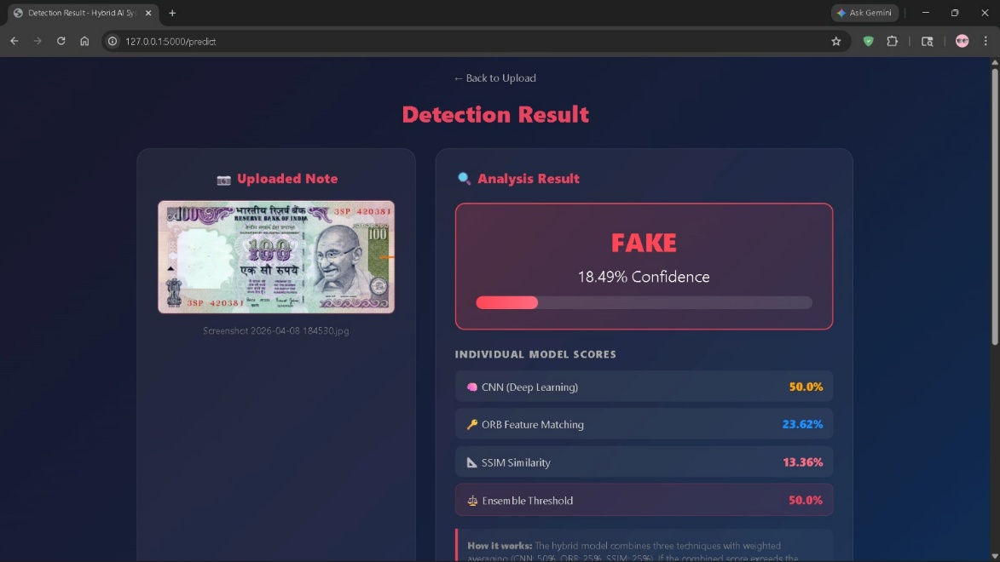 Detection Result - Hybrid AI Sys
Ask Gemini
127.0.0.1:5000/predict
← Back to Upload
Detection Result
Uploaded Note
भारतीय रिज़र्व बैंक
RESERVE BANK OF INDIA
3SP 420381
100
100
100
एक सौ रुपये
3SP 420381
Screenshot 2026-04-08 184530.jpg
Analysis Result
FAKE
18.49% Confidence
INDIVIDUAL MODEL SCORES
CNN (Deep Learning) 50.0%
ORB Feature Matching 23.62%
SSIM Similarity 13.36%
Ensemble Threshold 50.0%
How it works: The hybrid model combines three techniques with weighted
averaging (CNN: 50%, ORB: 25%, SSIM: 25%). If the combined score exceeds the